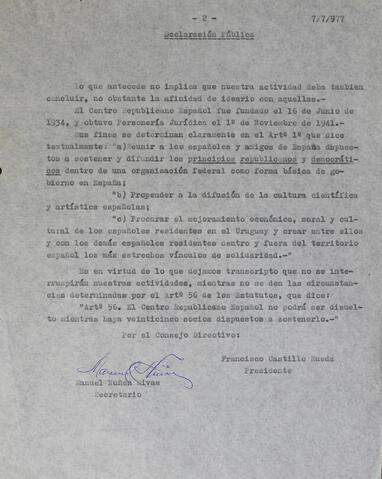 - 2 -
7/7/977
Declaración Pública
Lo que antecede no implica que nuestra actividad deba tambien
concluir, no obstante la afinidad de ideario con aquellas.-
El Centro Republicano Español fue fundado el 16 de Junio de
1934, y obtuvo Personería Jurídica el 1º de Noviembre de 1941.-
Sus fines se determinan claramente en el Artº 1º que dice
textualmente: "a)Reunir a los españoles y amigos de España dispues-
tos a sostener y difundir los principios republicanos y democráti-
cos dentro de una organización federal como forma básica de go-
bierno en España;
"b) Propender a la difusión de la cultura científica
y artística españolas;
"c) Procurar el mejoramiento económico, moral y cul-
tural de los españoles residentes en el Uruguay y crear entre ellos
y con los demás españoles residentes dentro y fuera del territorio
español los más estrechos vínculos de solidaridad.-"
Es en virtud de lo que dejamos transcripto que no se inte-
rrumpirán nuestras actividades, mientras no se den las circunstan-
cias determinadas por el Artº 56 de los Estatutos, que dice:
"Artº 56. El Centro Republicano Español no podrá ser disuel-
to mientras haya veinticinco socios dispuestos a sostenerlo.-"
Por el Consejo Directivo:
Francisco Castillo Rueda
Presidente
Manuel Nuñez Rivas
Secretario